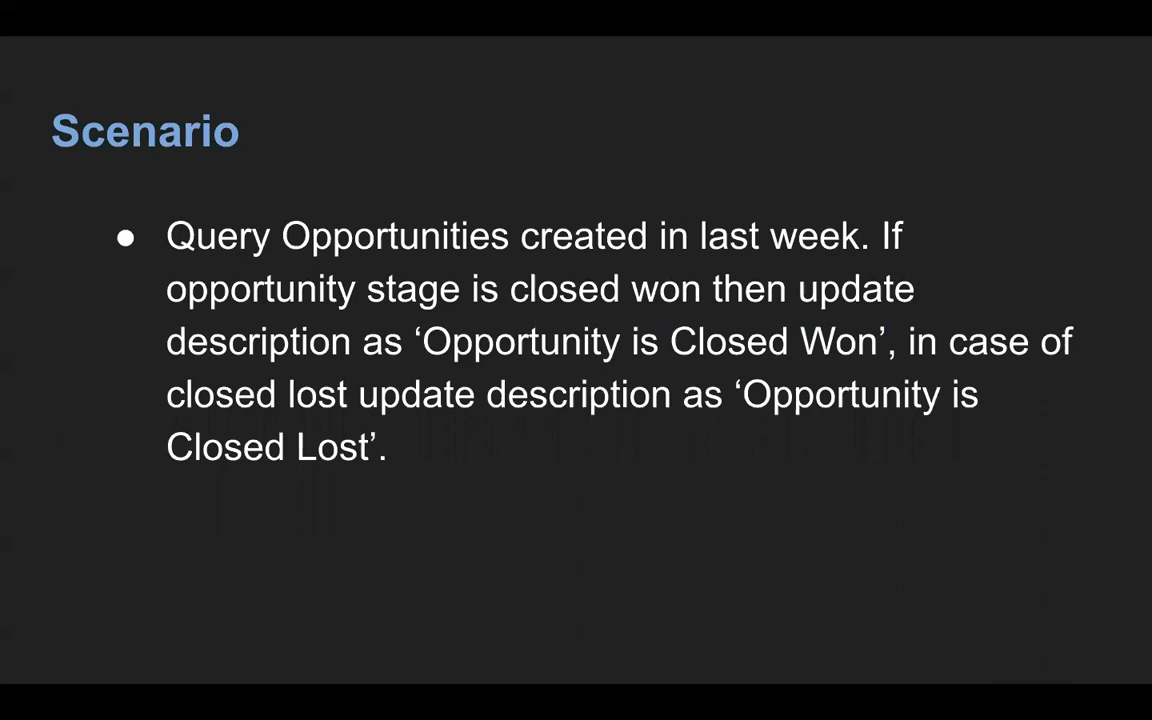 Scenario
● Query Opportunities created in last week. If
opportunity stage is closed won then update
description as ‘Opportunity is Closed Won’, in case of
closed lost update description as ‘Opportunity is
Closed Lost’.